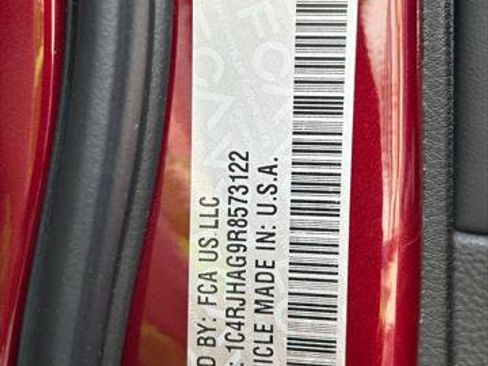 D BY: FCA US LLC
: 1C4RJHAG9R8573122
ICLE MADE IN: U.S.A.